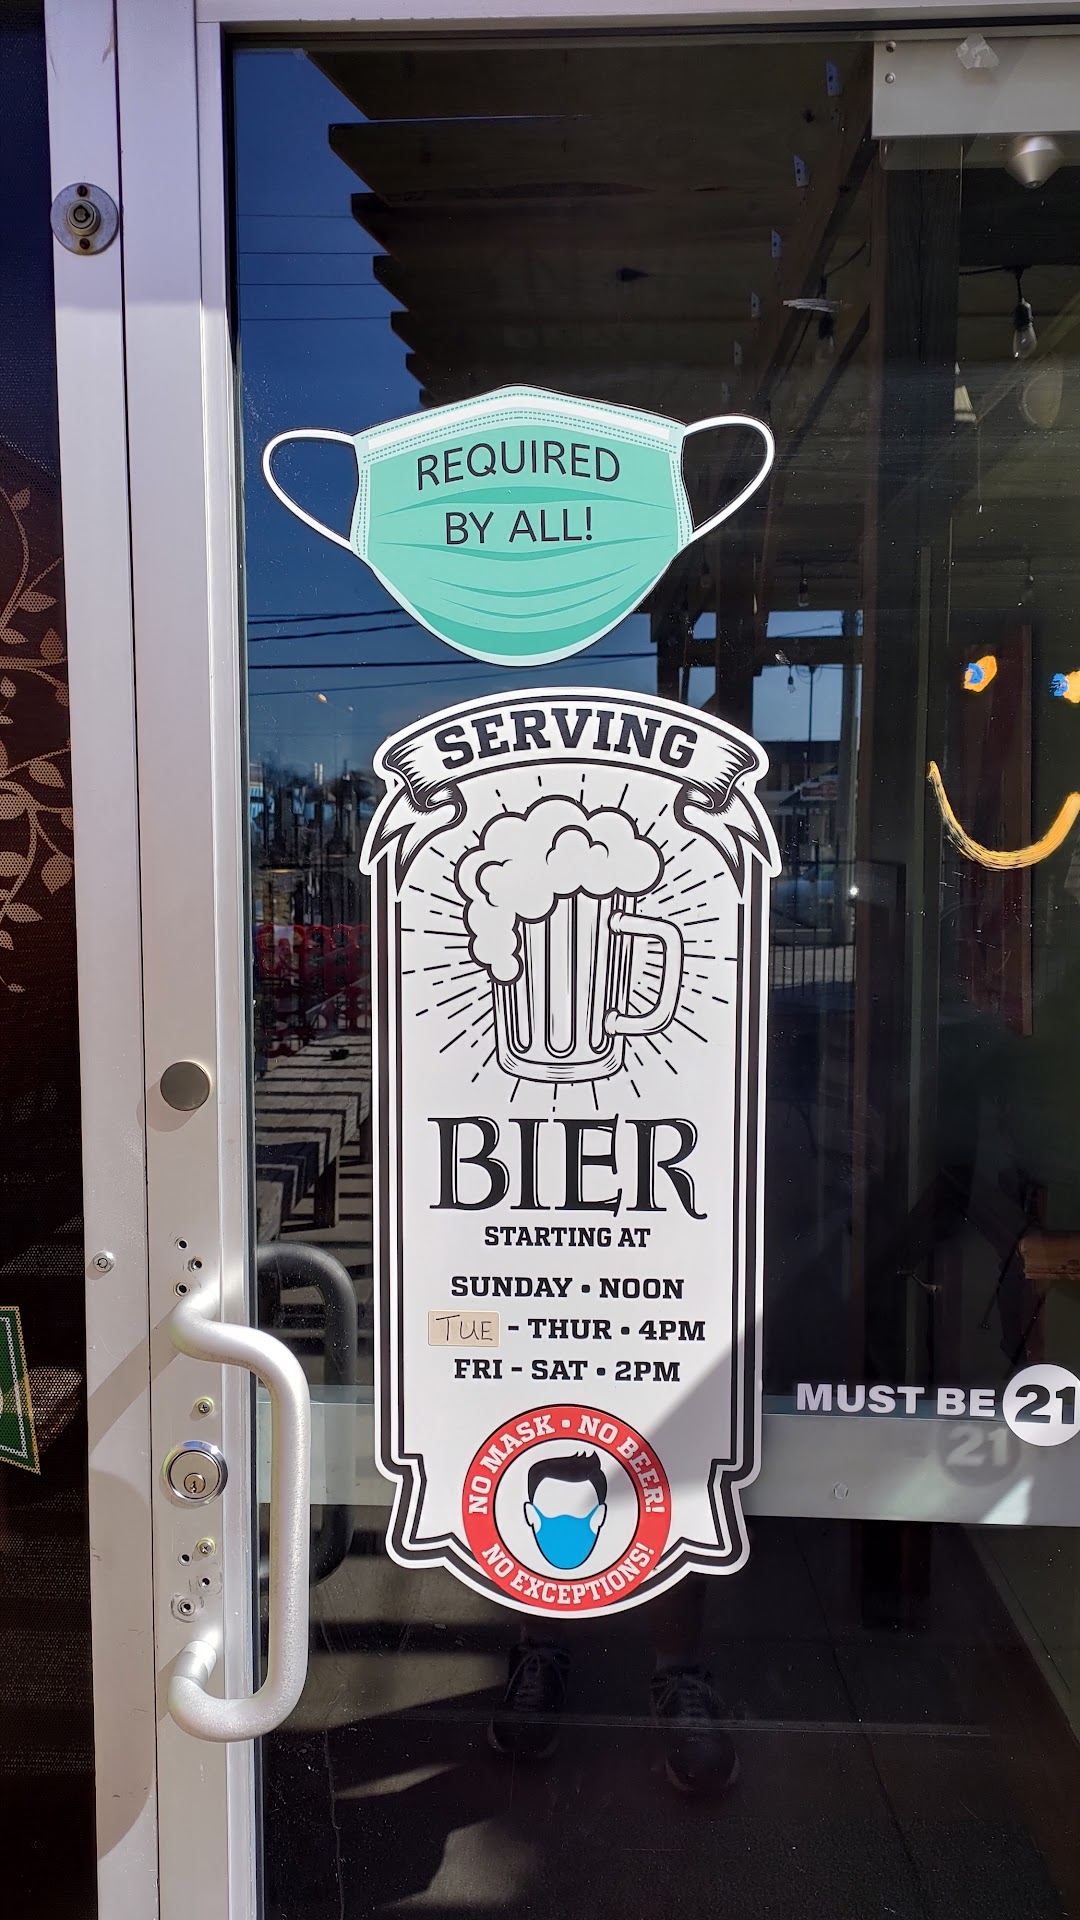 REQUIRED
BY ALL!
SERVING
BIER
STARTING AT
SUNDAY • NOON
TUE - THUR • 4PM
FRI - SAT • 2PM
MUST BE 21
NO MASK • NO BEER!
NO EXCEPTIONS!